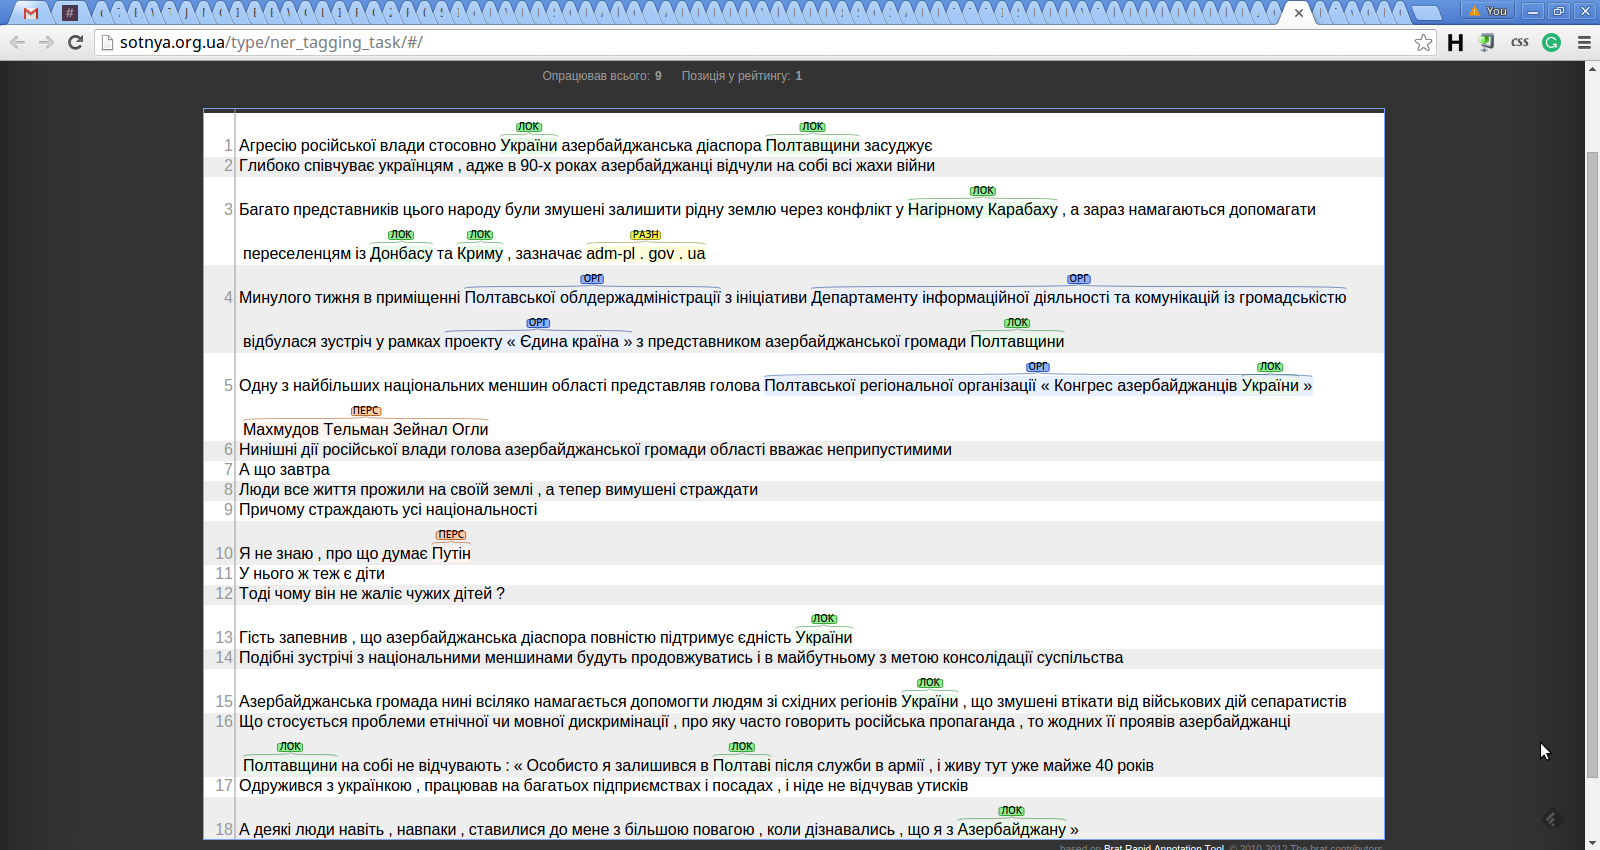 You
sotnya.org.ua/type/ner_tagging_task/#/
H css
Опрацював всього: 9 Позиція у рейтингу: 1
ЛОК ЛОК
1 Агресію російської влади стосовно України азербайджанська діаспора Полтавщини засуджує
2 Глибоко співчуває українцям , адже в 90-х роках азербайджанці відчули на собі всі жахи війни
ЛОК
3 Багато представників цього народу були змушені залишити рідну землю через конфлікт у Нагірному Карабаху , а зараз намагаються допомагати
ЛОК ЛОК РАЗН
переселенцям із Донбасу та Криму , зазначає adm-pl . gov . ua
ОРГ ОРГ
4 Минулого тижня в приміщенні Полтавської облдержадміністрації з ініціативи Департаменту інформаційної діяльності та комунікацій із громадськістю
ОРГ ЛОК
відбулася зустріч у рамках проекту « Єдина країна » з представником азербайджанської громади Полтавщини
ОРГ ЛОК
5 Одну з найбільших національних меншин області представляв голова Полтавської регіональної організації « Конгрес азербайджанців України »
ПЕРС
Махмудов Тельман Зейнал Огли
6 Нинішні дії російської влади голова азербайджанської громади області вважає неприпустимими
7 А що завтра
8 Люди все життя прожили на своїй землі , а тепер вимушені страждати
9 Причому страждають усі національності
ПЕРС
10 Я не знаю , про що думає Путін
11 У нього ж теж є діти
12 Тоді чому він не жаліє чужих дітей ?
ЛОК
13 Гість запевнив , що азербайджанська діаспора повністю підтримує єдність України
14 Подібні зустрічі з національними меншинами будуть продовжуватись і в майбутньому з метою консолідації суспільства
ЛОК
15 Азербайджанська громада нині всіляко намагається допомогти людям зі східних регіонів України , що змушені втікати від військових дій сепаратистів
16 Що стосується проблеми етнічної чи мовної дискримінації , про яку часто говорить російська пропаганда , то жодних її проявів азербайджанці
ЛОК ЛОК
Полтавщини на собі не відчувають : « Особисто я залишився в Полтаві після служби в армії , і живу тут уже майже 40 років
17 Одружився з українкою , працював на багатьох підприємствах і посадах , і ніде не відчував утисків
ЛОК
18 А деякі люди навіть , навпаки , ставилися до мене з більшою повагою , коли дізнавались , що я з Азербайджану »
based on Brat Rapid Annotation Tool, © 2010-2012 The brat contributors